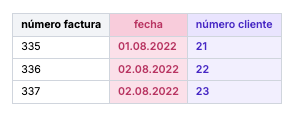 número factura fecha número cliente
335 01.08.2022 21
336 02.08.2022 22
337 02.08.2022 23